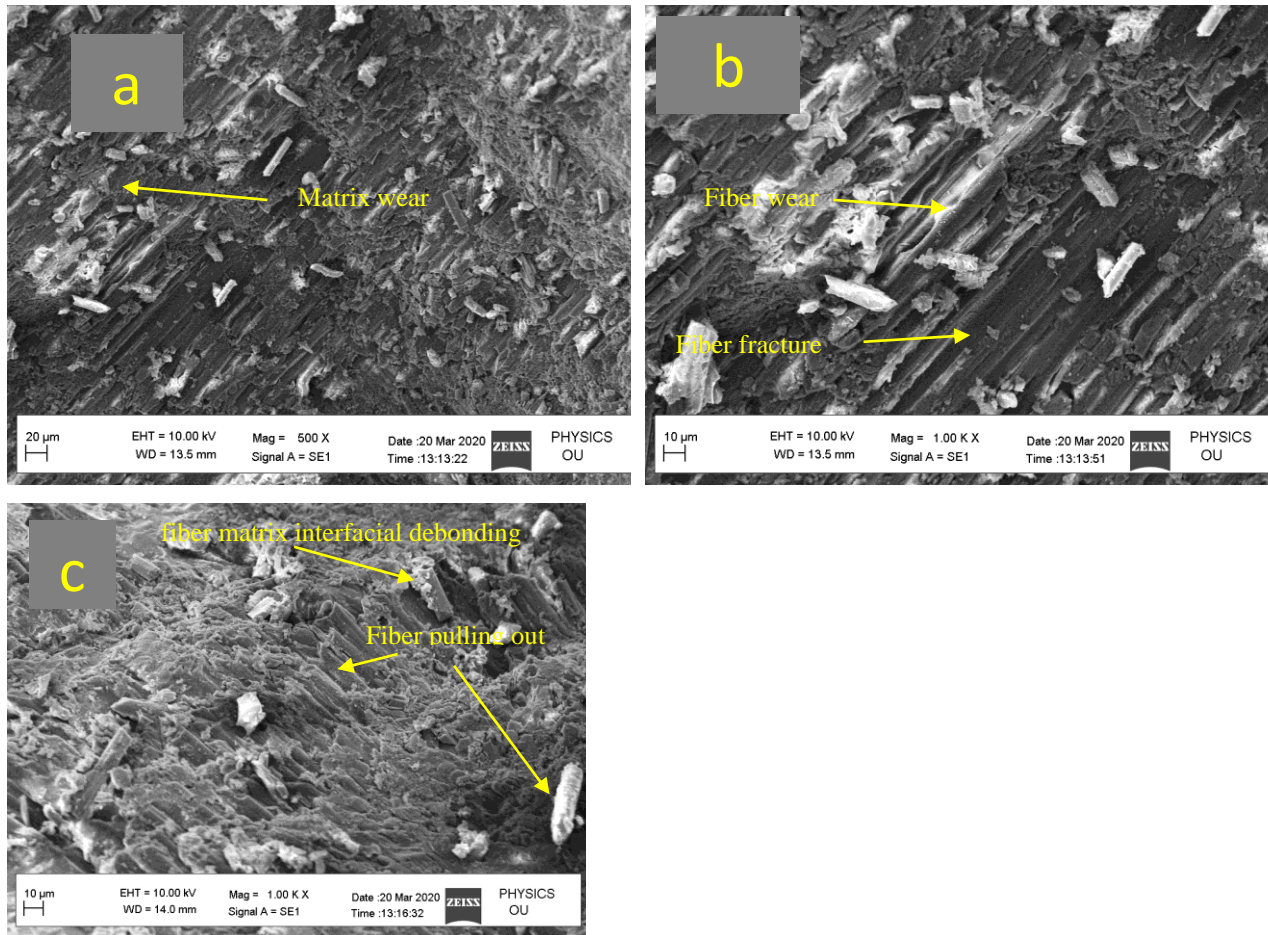 a
Matrix wear
20 µm
EHT = 10.00 kV
WD = 13.5 mm
Mag = 500 X
Signal A = SE1
Date :20 Mar 2020
Time :13:13:22
ZEISS
PHYSICS
OU
b
Fiber wear
Fiber fracture
10 µm
EHT = 10.00 kV
WD = 13.5 mm
Mag = 1.00 K X
Signal A = SE1
Date :20 Mar 2020
Time :13:13:51
ZEISS
PHYSICS
OU
c
fiber matrix interfacial debonding
Fiber pulling out
10 µm
EHT = 10.00 kV
WD = 14.0 mm
Mag = 1.00 K X
Signal A = SE1
Date :20 Mar 2020
Time :13:16:32
ZEISS
PHYSICS
OU